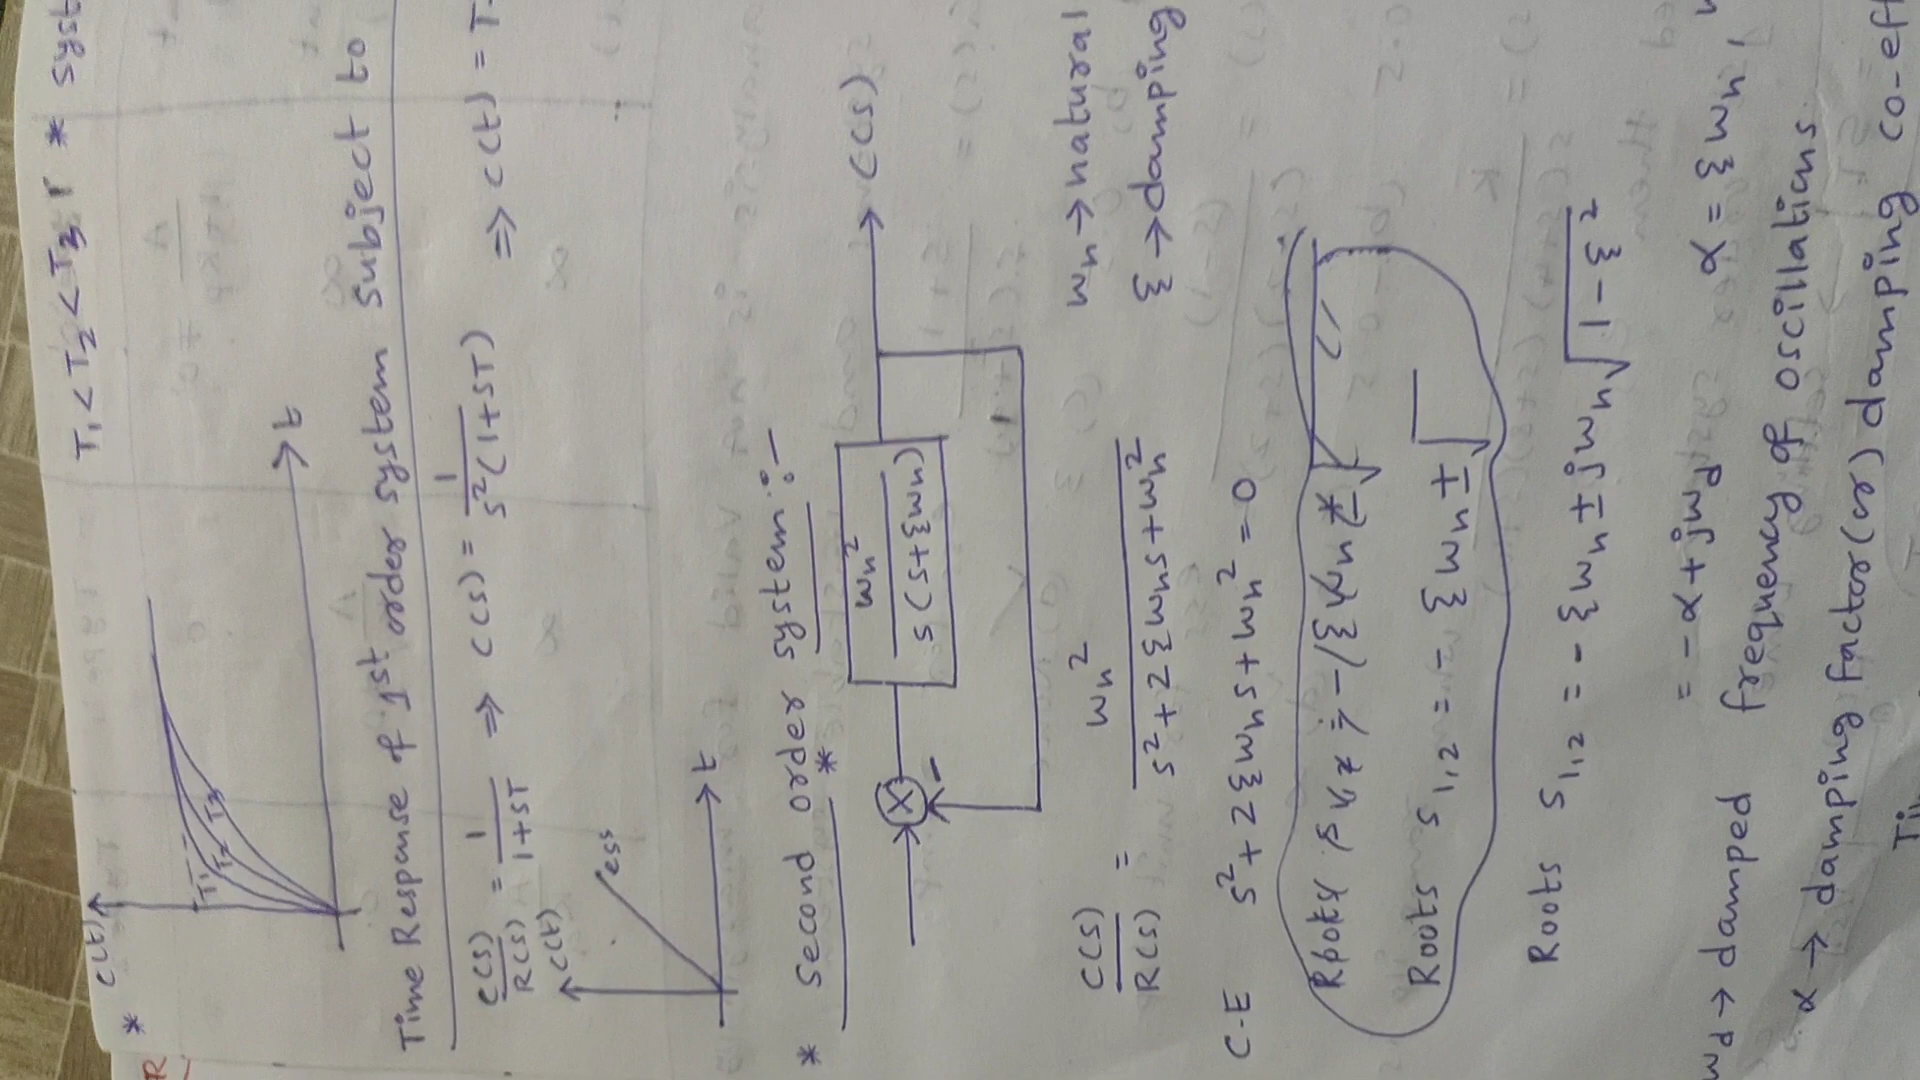 * C(t)
T₁ < T₂ < T₃ * syst
T₁
T₂
T₃
t
Time Response of 1st order system Subject to
C(s)/R(s) = 1/(1+ST) ⇒ C(s) = 1/(s²(1+ST)) ⇒ C(t) = T
C(t)
ess
t
* second order system :-
*
X
-
ωn²/(s(s+ξωn))
C(s)
C(s)/R(s) = ωn²/(s²+2ξωns+ωn²)
ωn → natural
ξ → damping
C.E s²+2ξωns+ωn² = 0
Roots s₁,₂ = - ξωn ± √
Roots s₁,₂ = - ξωn ± jωn√(1-ξ²)
= -α + jωd α = ξωn,
ωd → damped frequency of oscillations.
α → damping factor (or) damping co-eff